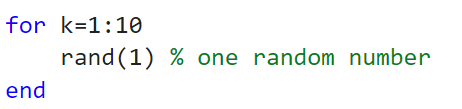 for k=1:10
    rand(1) % one random number
end